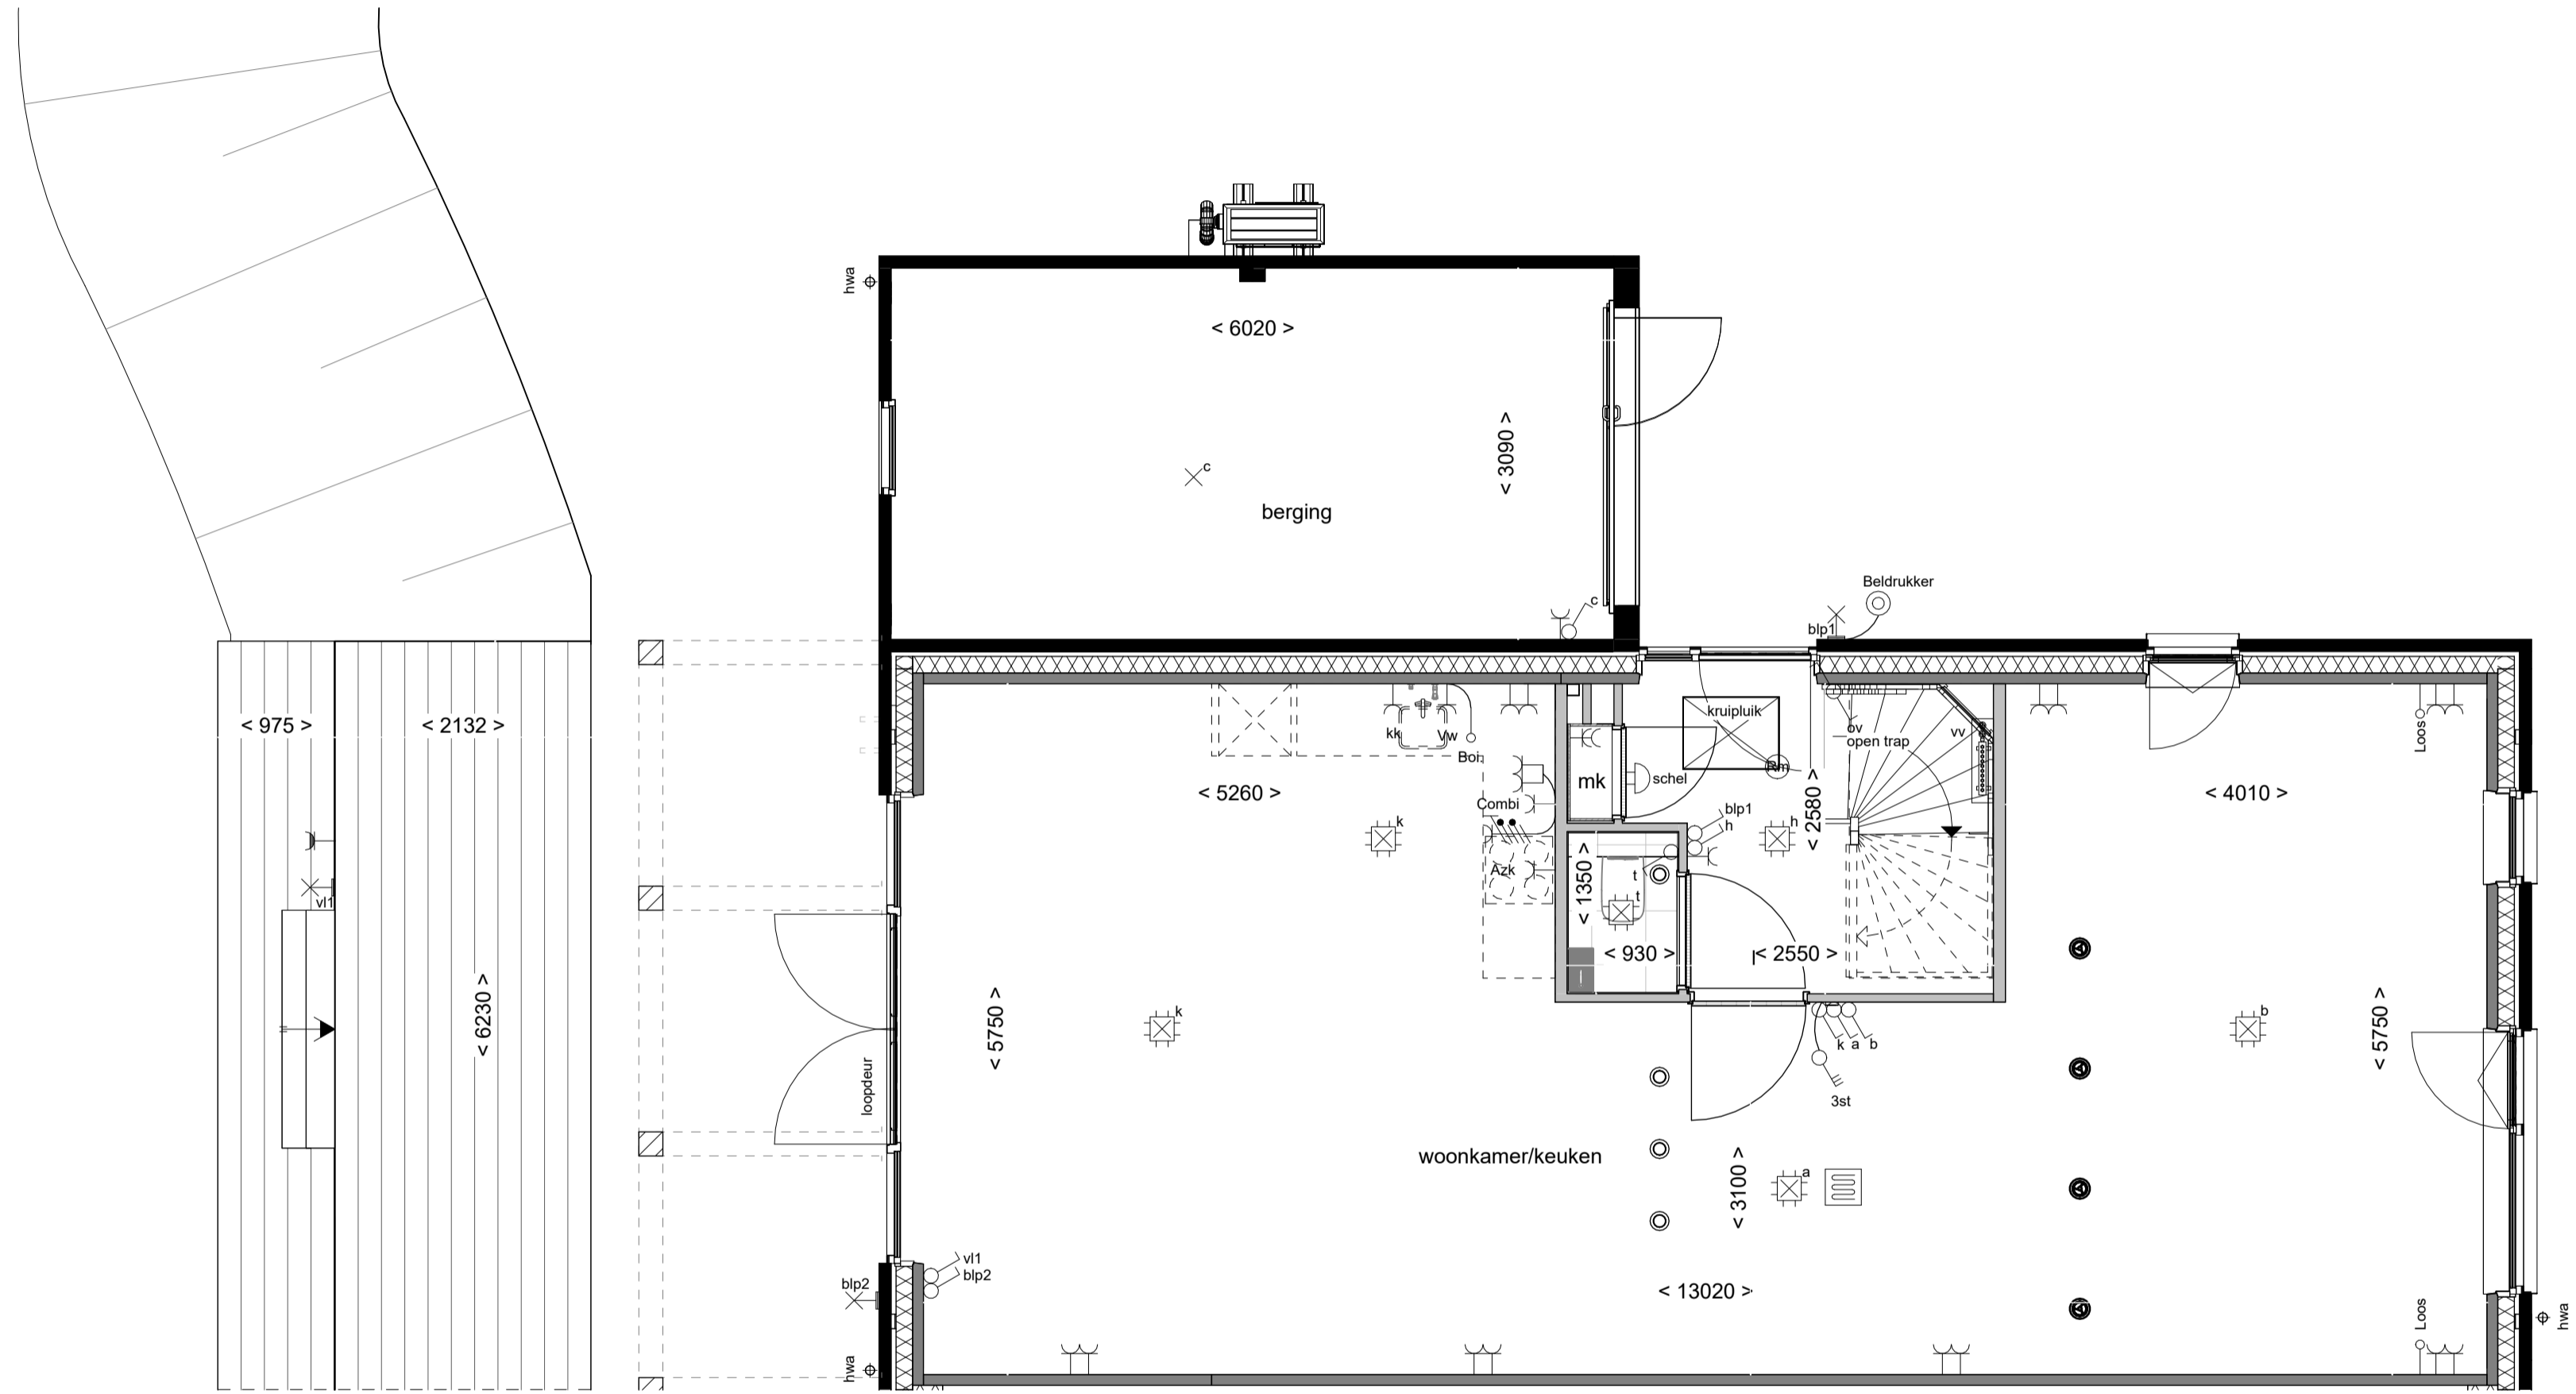 hwa
< 6020 >
< 3090 >
c
berging
c
Beldrukker
blp1
< 975 >
< 2132 >
kk
Vw
Boi
kruipluik
ov
open trap
vv
Loos
mk
schel
Rm
< 5260 >
Combi
k
blp1
h
h
< 2580 >
< 4010 >
Azk
< 1350 >
t
t
vl1
< 930 >
< 2550 >
< 6230 >
loopdeur
< 5750 >
k
k a b
3st
b
< 5750 >
woonkamer/keuken
< 3100 >
a
vl1
blp2
blp2
< 13020 >
Loos
hwa
hwa